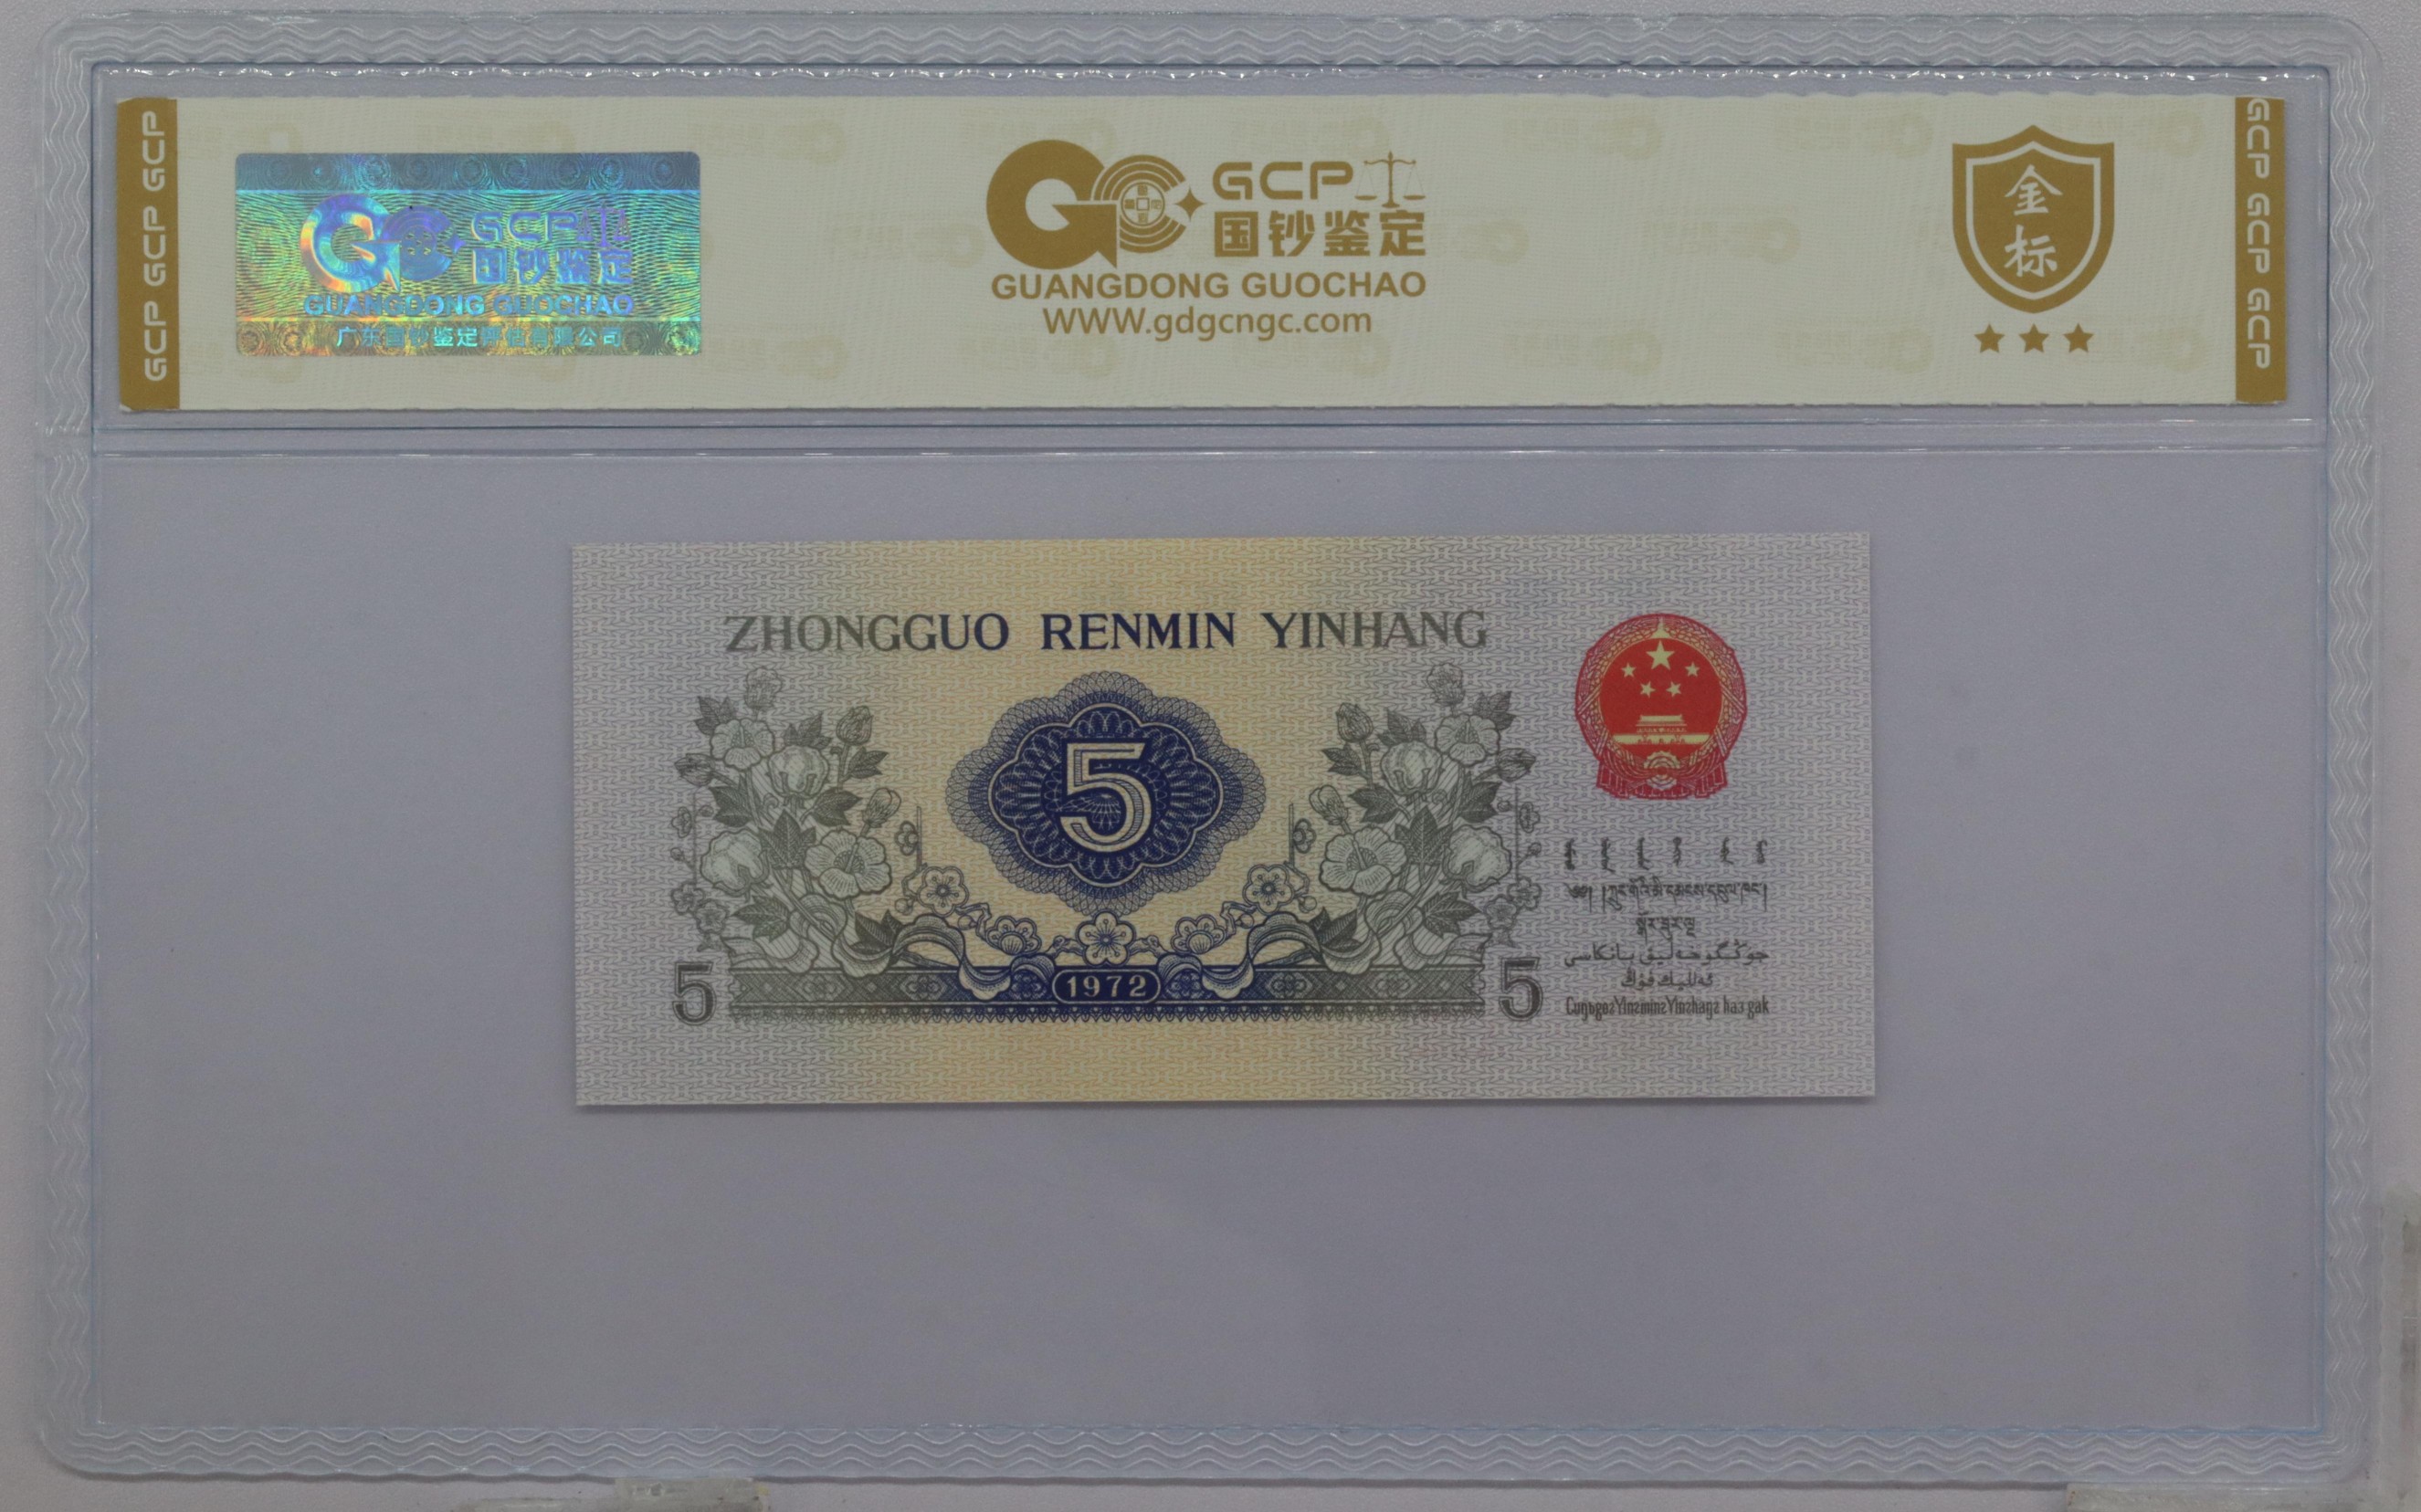 GCP GCP GCP
GCP
国钞鉴定
GUANGDONG GUOCHAO
广东国钞鉴定评估有限公司
GCP
国钞鉴定
GUANGDONG GUOCHAO
www.gdgcngc.com
金
标
GCP GCP GCP
ZHONGGUO RENMIN YINHANG
5
5
1972
5